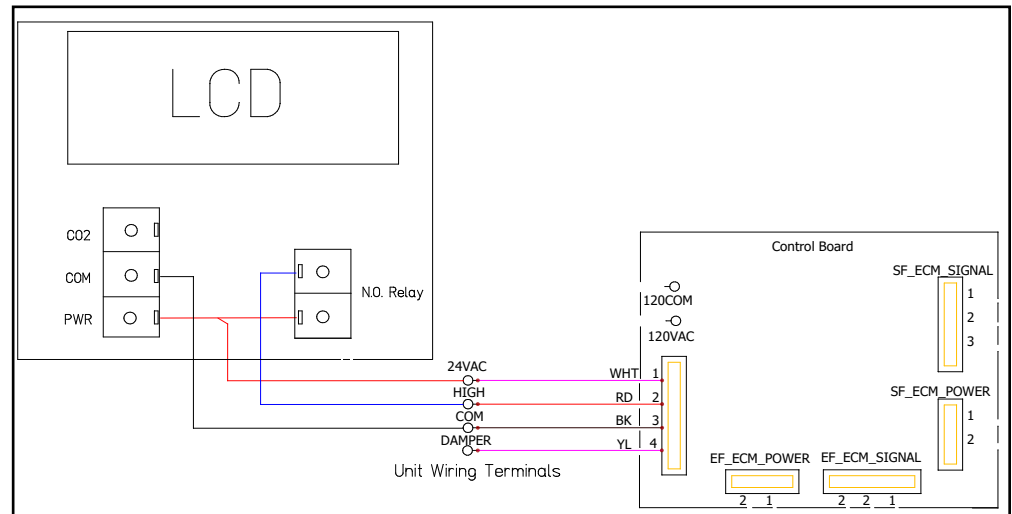 LCD
CO2
COM
PWR
N.O. Relay
Control Board
SF_ECM_SIGNAL
1
2
3
120COM
120VAC
24VAC
HIGH
COM
DAMPER
Unit Wiring Terminals
WHT 1
RD 2
BK 3
YL 4
SF_ECM_POWER
1
2
EF_ECM_POWER
2 1
EF_ECM_SIGNAL
2 2 1